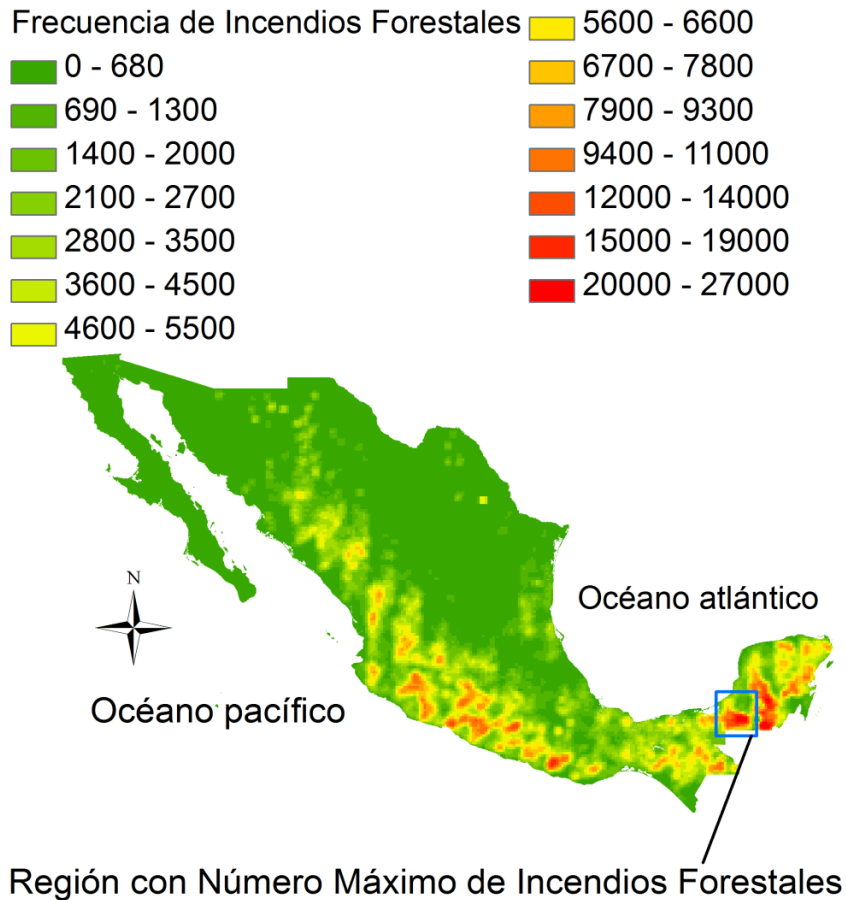 Frecuencia de Incendios Forestales
0 - 680
690 - 1300
1400 - 2000
2100 - 2700
2800 - 3500
3600 - 4500
4600 - 5500
5600 - 6600
6700 - 7800
7900 - 9300
9400 - 11000
12000 - 14000
15000 - 19000
20000 - 27000
N
Océano atlántico
Océano pacífico
Región con Número Máximo de Incendios Forestales